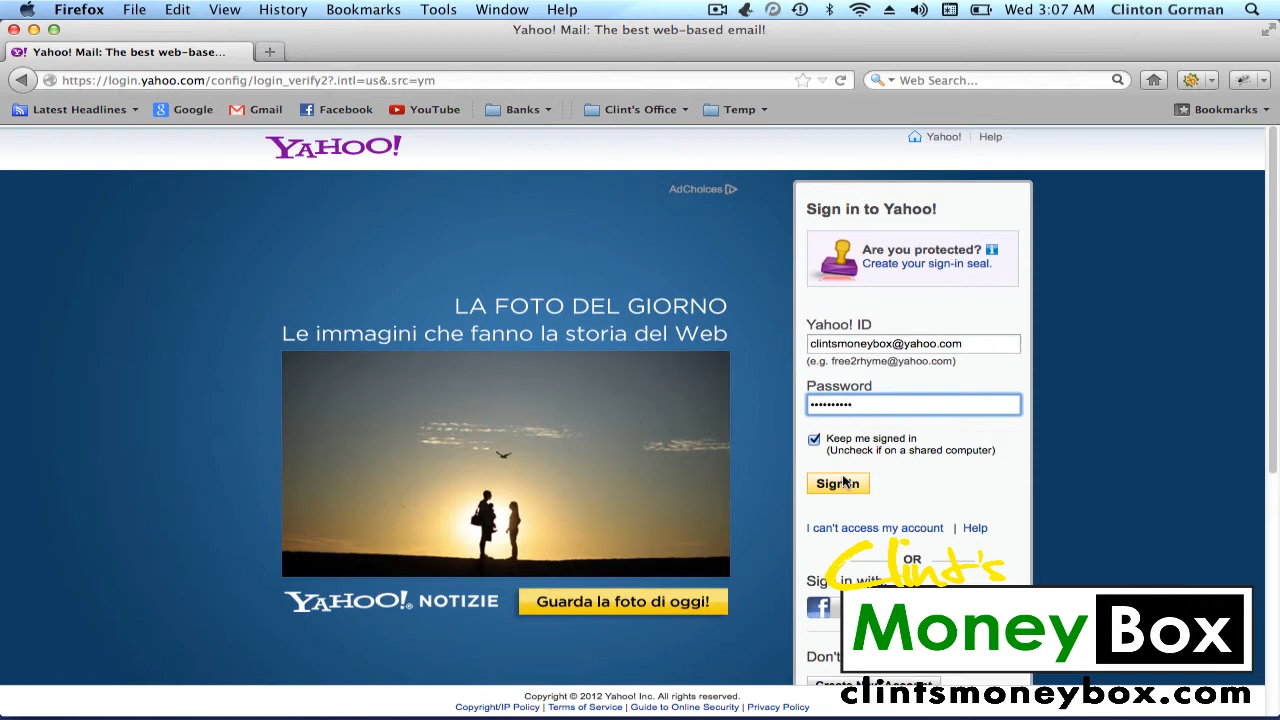 Firefox File Edit View History Bookmarks Tools Window Help Wed 3:07 AM Clinton Gorman
Yahoo! Mail: The best web-based email!
Yahoo! Mail: The best web-base...
https://login.yahoo.com/config/login_verify2?.intl=us&.src=ym
Web Search...
Latest Headlines Google Gmail Facebook YouTube Banks Clint's Office Temp Bookmarks
YAHOO!
Yahoo! | Help
AdChoices
LA FOTO DEL GIORNO
Le immagini che fanno la storia del Web
YAHOO! NOTIZIE
Guarda la foto di oggi!
Sign in to Yahoo!
Are you protected?
Create your sign-in seal.
Yahoo! ID
clintsmoneybox@yahoo.com
(e.g. free2rhyme@yahoo.com)
Password
••••••••••
Keep me signed in
(Uncheck if on a shared computer)
Sign In
I can't access my account | Help
OR
Sign in with
Don't
Create New Account
Clint's
Money Box
clintsmoneybox.com
Copyright © 2012 Yahoo! Inc. All rights reserved.
Copyright/IP Policy | Terms of Service | Guide to Online Security | Privacy Policy